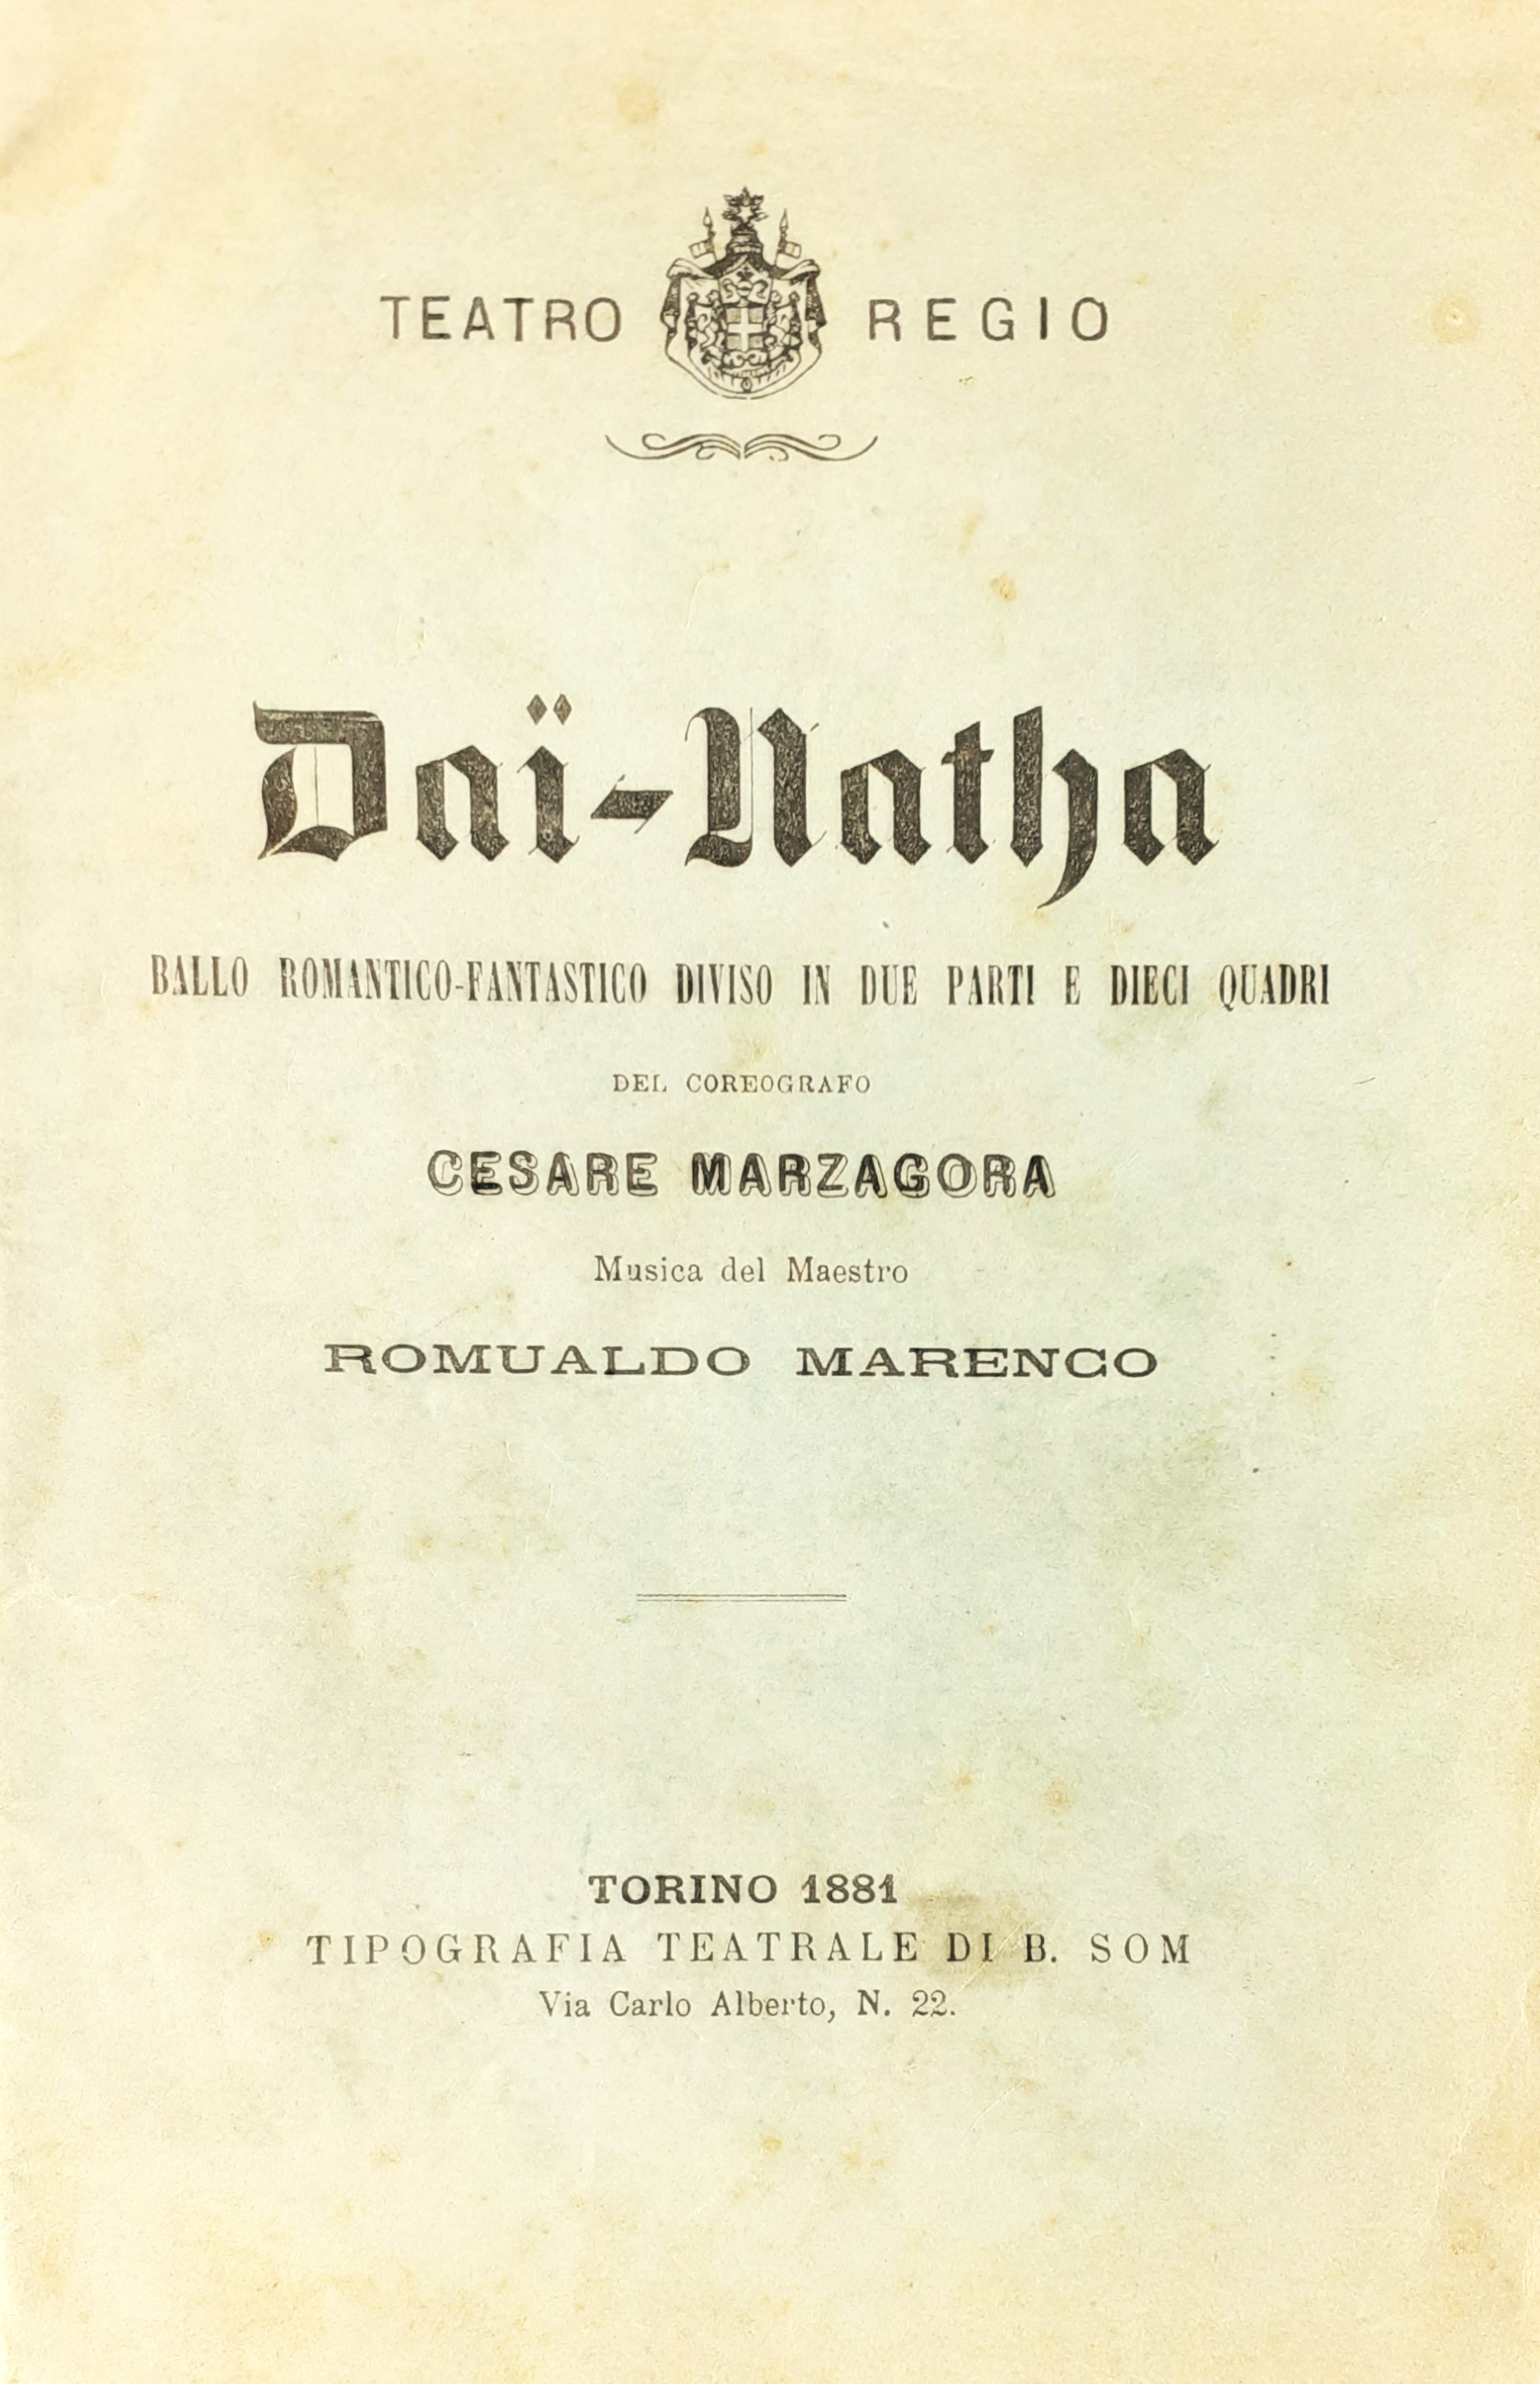 TEATRO REGIO
Daï-Natha
BALLO ROMANTICO-FANTASTICO DIVISO IN DUE PARTI E DIECI QUADRI
DEL COREOGRAFO
CESARE MARZAGORA
Musica del Maestro
ROMUALDO MARENCO
TORINO 1881
TIPOGRAFIA TEATRALE DI B. SOM
Via Carlo Alberto, N. 22.